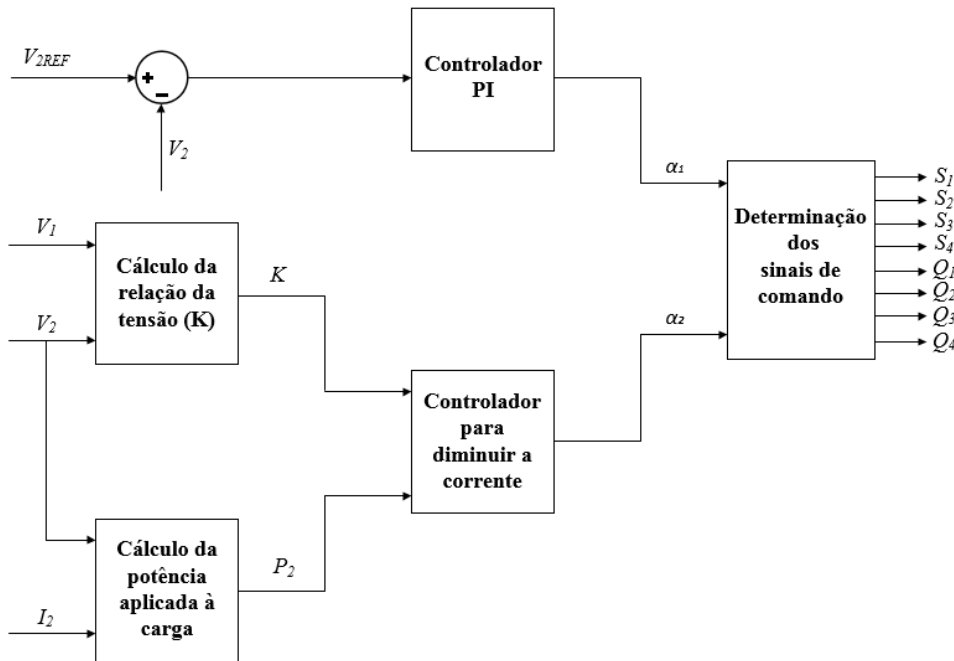 V2REF
+
−
V2
Controlador
PI
α1
Determinação
dos
sinais de
comando
S1
S2
S3
S4
Q1
Q2
Q3
Q4
V1
V2
Cálculo da
relação da
tensão (K)
K
α2
Controlador
para
diminuir a
corrente
Cálculo da
potência
aplicada à
carga
P2
I2